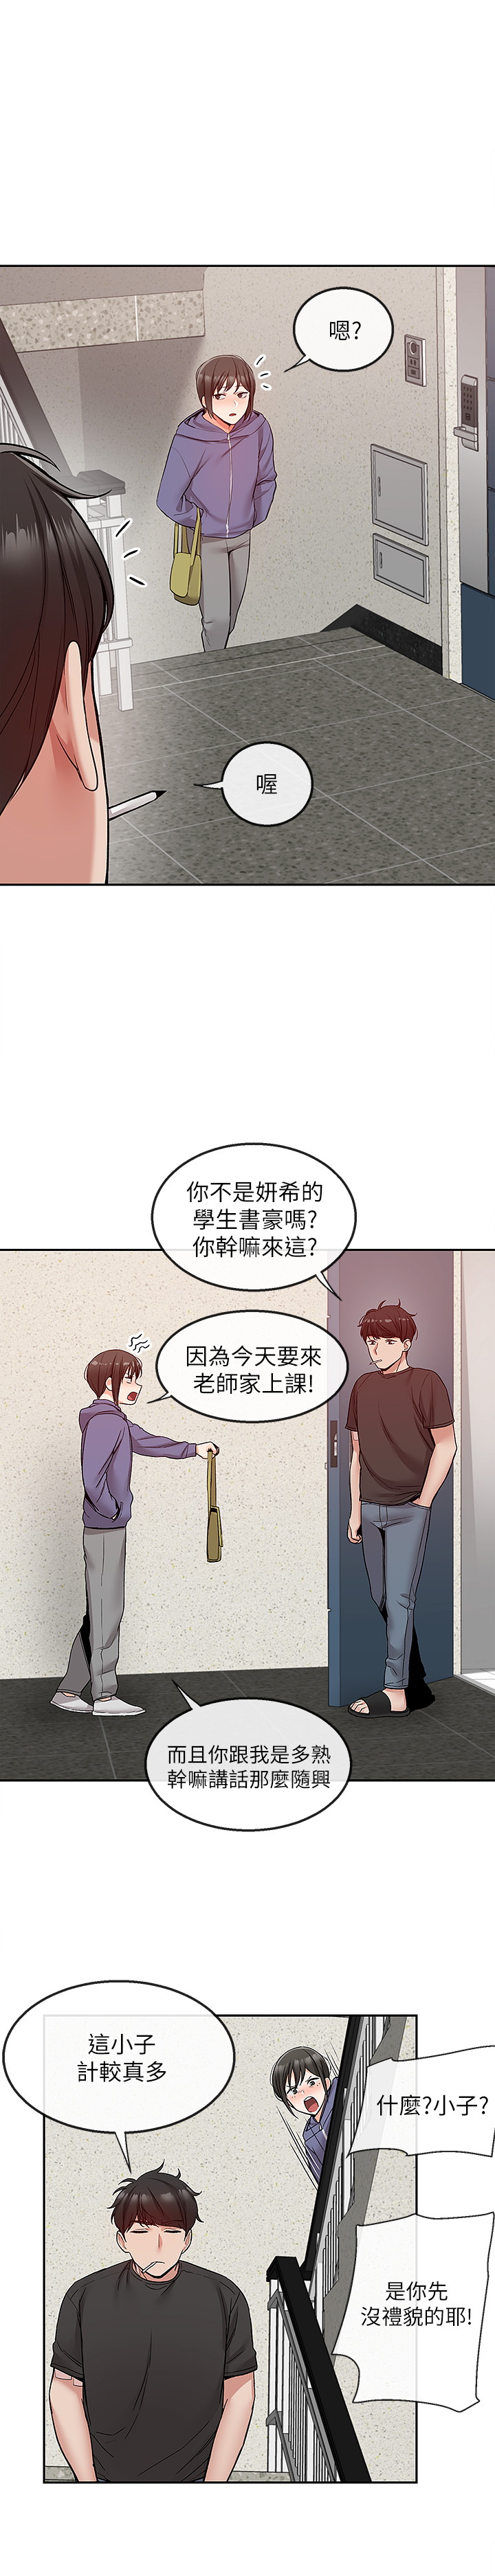 嗯?
喔
你不是妍希的
學生書豪嗎?
你幹嘛來這?
因為今天要來
老師家上課!
而且你跟我是多熟
幹嘛講話那麼隨興
這小子
計較真多
什麼?小子?
是你先
沒禮貌的耶!